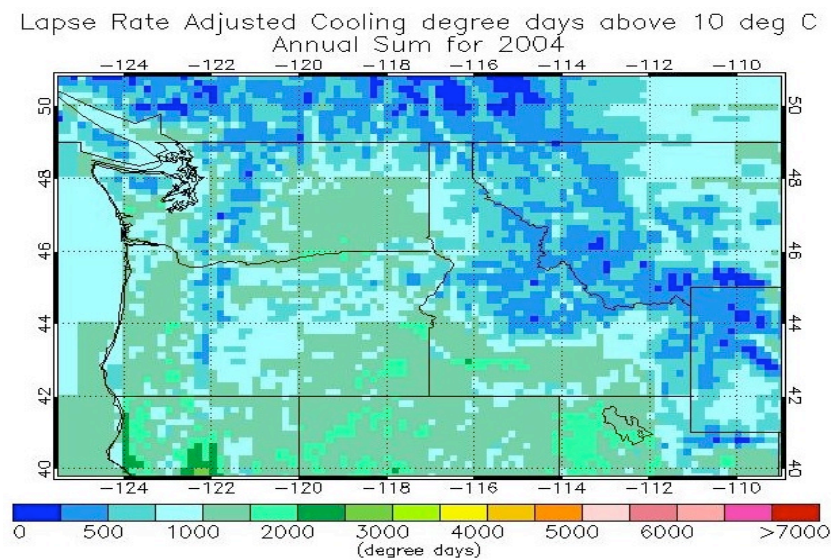 Lapse Rate Adjusted Cooling degree days above 10 deg C
Annual Sum for 2004
−124 −122 −120 −118 −116 −114 −112 −110
50 50
48 48
46 46
44 44
42 42
40 40
−124 −122 −120 −118 −116 −114 −112 −110
0 500 1000 2000 3000 4000 5000 6000 >7000
(degree days)